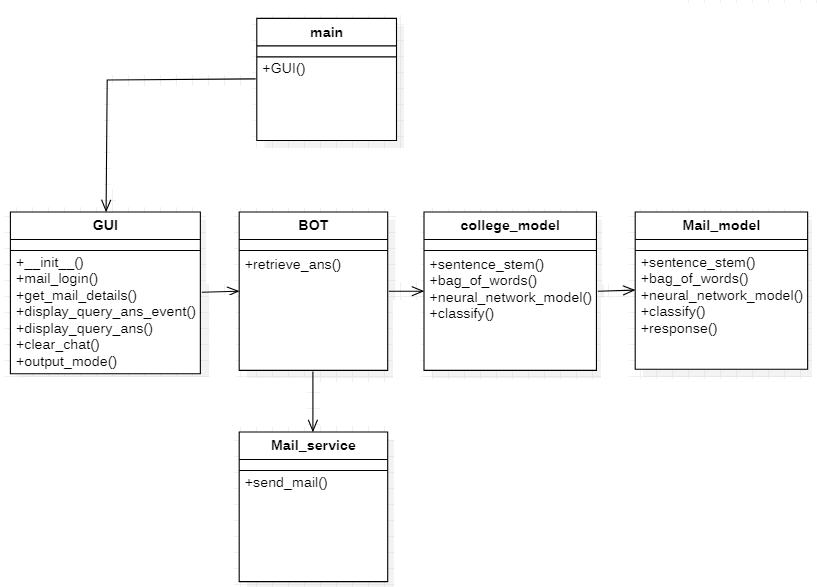 main
+GUI()
GUI
+__init__()
+mail_login()
+get_mail_details()
+display_query_ans_event()
+display_query_ans()
+clear_chat()
+output_mode()
BOT
+retrieve_ans()
college_model
+sentence_stem()
+bag_of_words()
+neural_network_model()
+classify()
Mail_model
+sentence_stem()
+bag_of_words()
+neural_network_model()
+classify()
+response()
Mail_service
+send_mail()